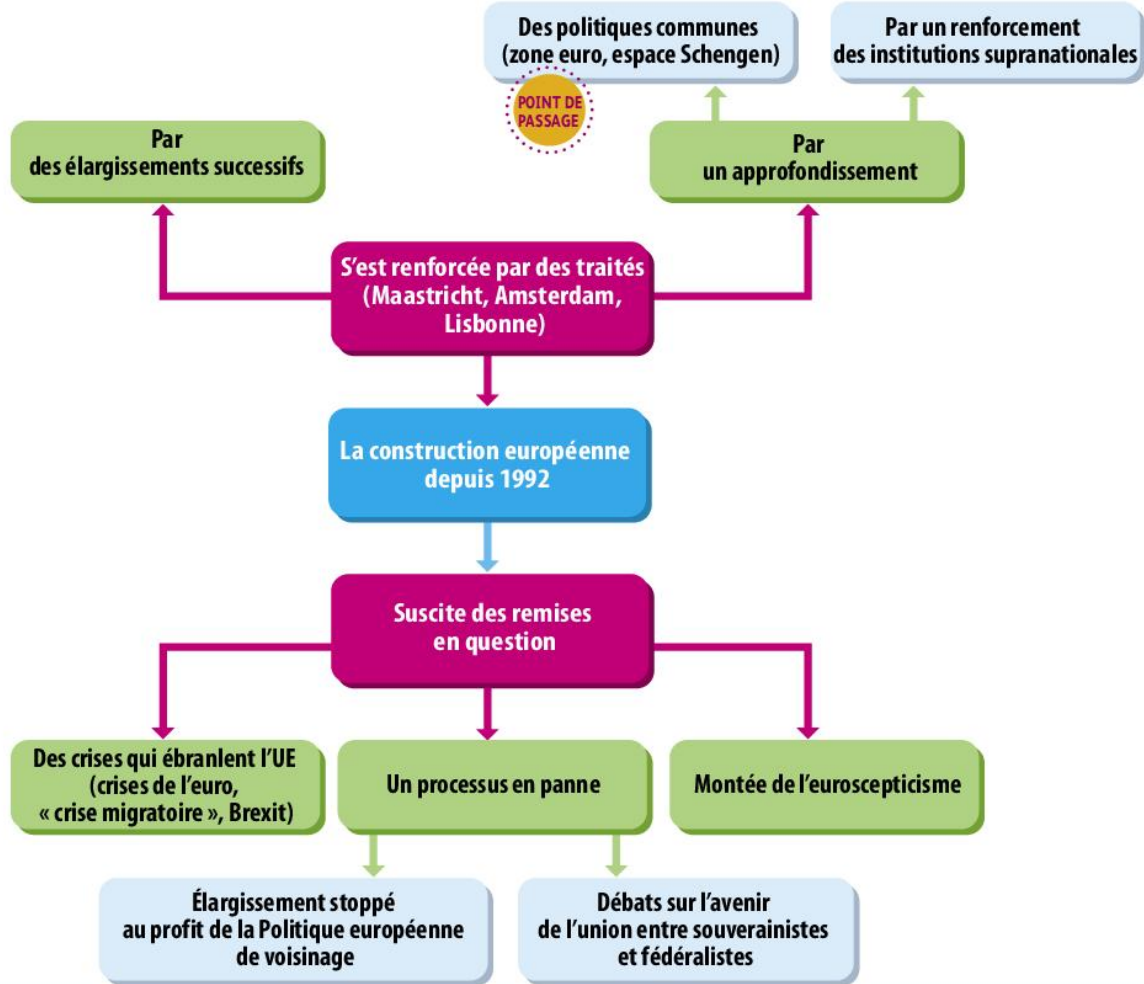 Des politiques communes
(zone euro, espace Schengen)
Par un renforcement
des institutions supranationales
POINT DE
PASSAGE
Par
des élargissements successifs
Par
un approfondissement
S'est renforcée par des traités
(Maastricht, Amsterdam,
Lisbonne)
La construction européenne
depuis 1992
Suscite des remises
en question
Des crises qui ébranlent l'UE
(crises de l'euro,
« crise migratoire », Brexit)
Un processus en panne
Montée de l'euroscepticisme
Élargissement stoppé
au profit de la Politique européenne
de voisinage
Débats sur l'avenir
de l'union entre souverainistes
et fédéralistes